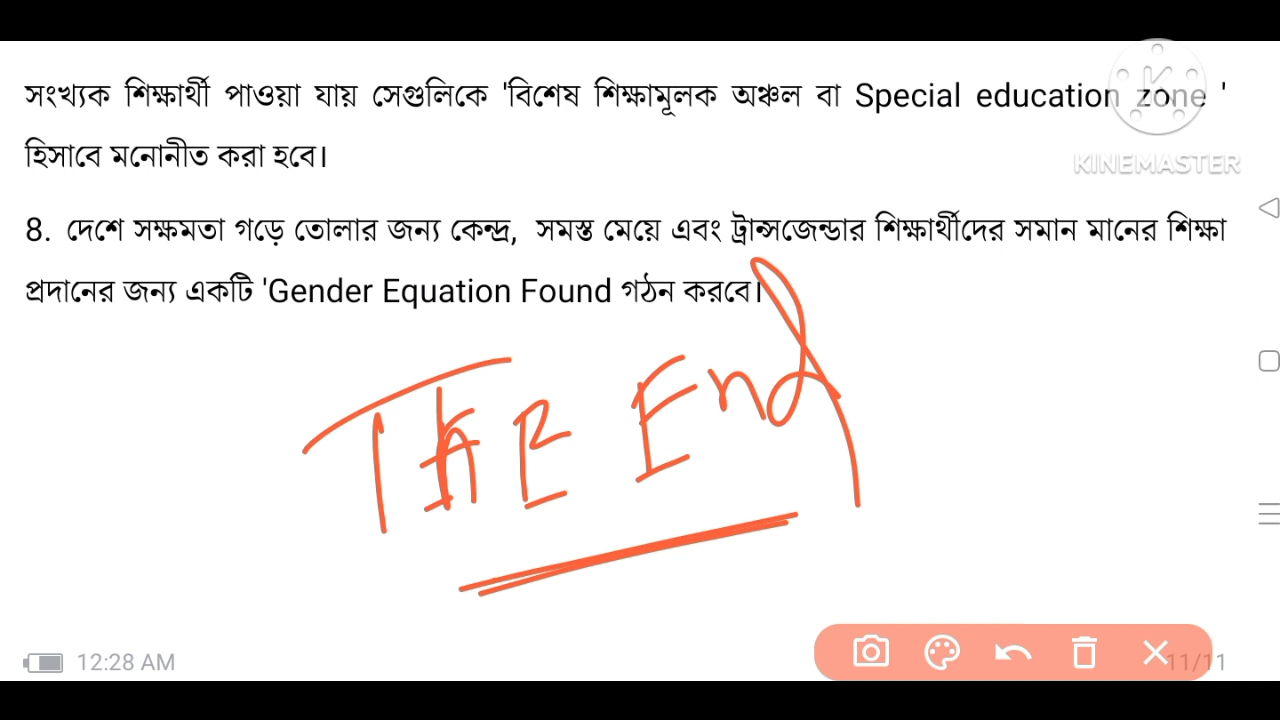 সংখ্যক শিক্ষার্থী পাওয়া যায় সেগুলিকে 'বিশেষ শিক্ষামূলক অঞ্চল বা Special education zone '
হিসাবে মনোনীত করা হবে।
KINEMASTER
8. দেশে সক্ষমতা গড়ে তোলার জন্য কেন্দ্র, সমস্ত মেয়ে এবং ট্রান্সজেন্ডার শিক্ষার্থীদের সমান মানের শিক্ষা
প্রদানের জন্য একটি 'Gender Equation Found গঠন করবে।
THE End
12:28 AM
11/11